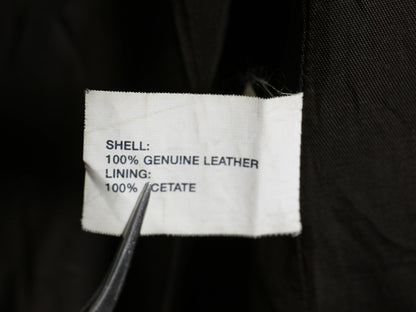 SHELL:
100% GENUINE LEATHER
LINING:
100% ACETATE